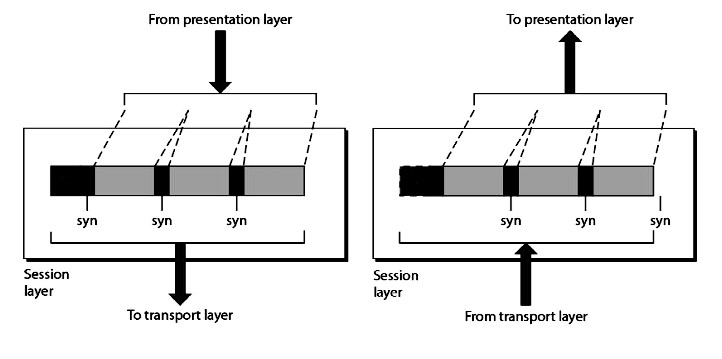 From presentation layer
To presentation layer
syn
syn
syn
syn
syn
syn
Session
layer
Session
layer
To transport layer
From transport layer